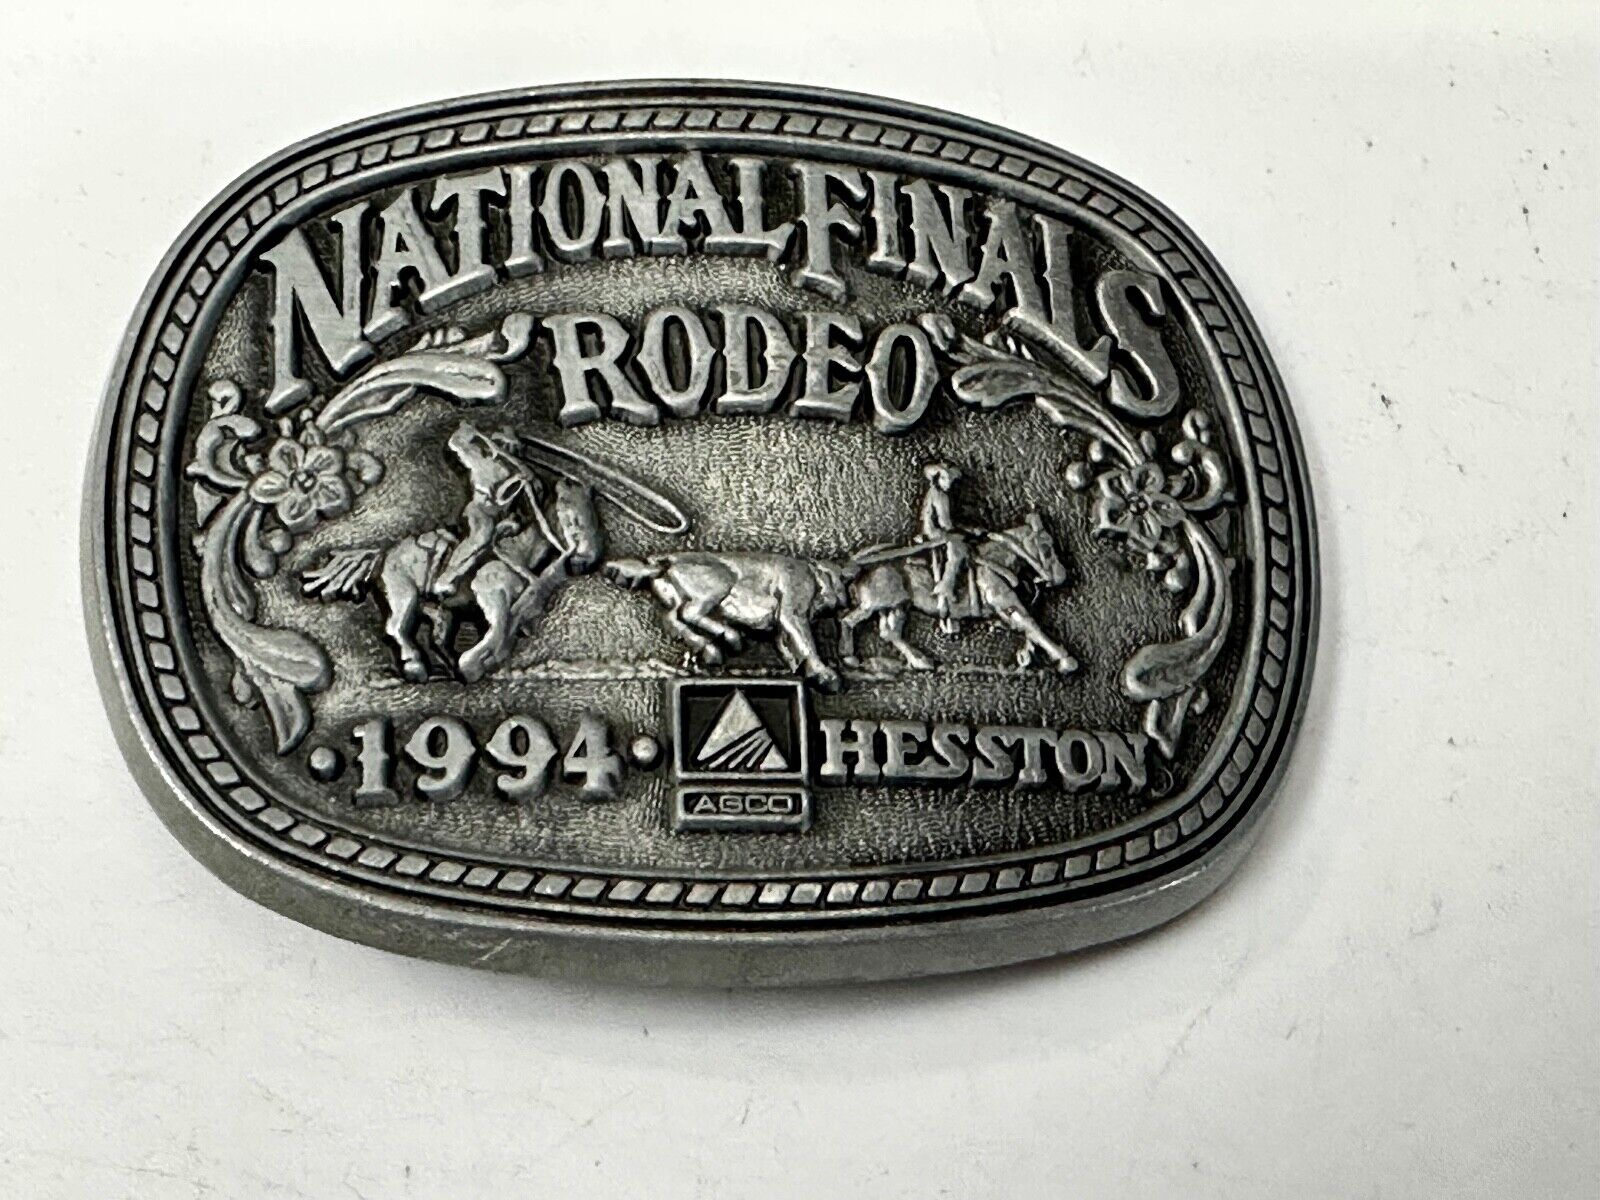 NATIONAL FINALS
RODEO
·1994·
HESSTON®
AGCO